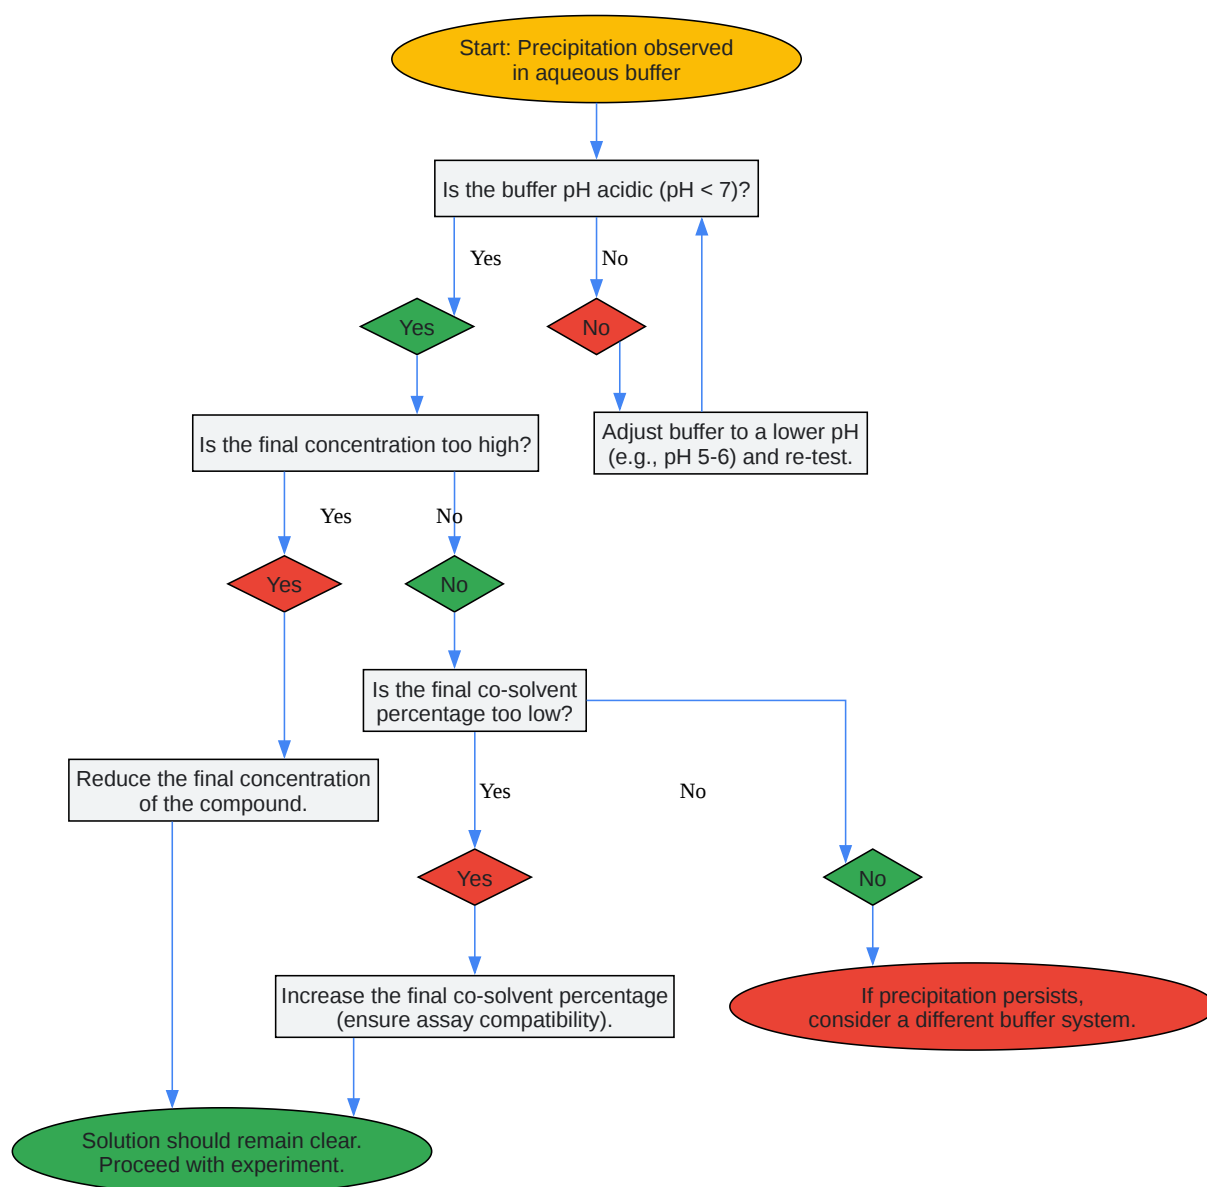 Start: Precipitation observed
in aqueous buffer
Is the buffer pH acidic (pH < 7)?
Yes
No
Yes
No
Is the final concentration too high?
Adjust buffer to a lower pH
(e.g., pH 5-6) and re-test.
Yes
No
Yes
No
Is the final co-solvent
percentage too low?
Reduce the final concentration
of the compound.
Yes
No
Yes
No
Increase the final co-solvent percentage
(ensure assay compatibility).
If precipitation persists,
consider a different buffer system.
Solution should remain clear.
Proceed with experiment.